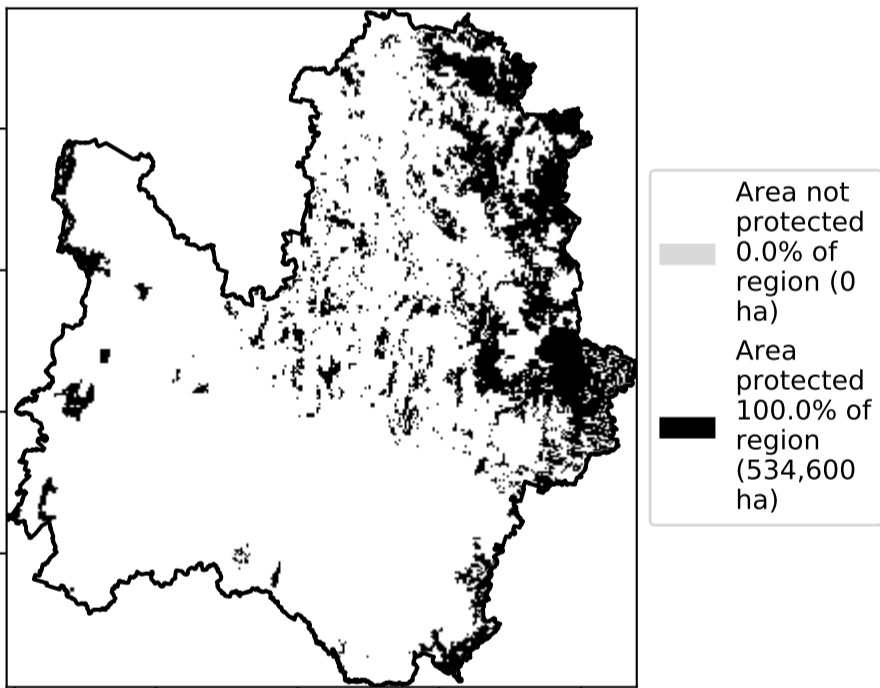 Area not
protected
0.0% of
region (0
ha)
Area
protected
100.0% of
region
(534,600
ha)